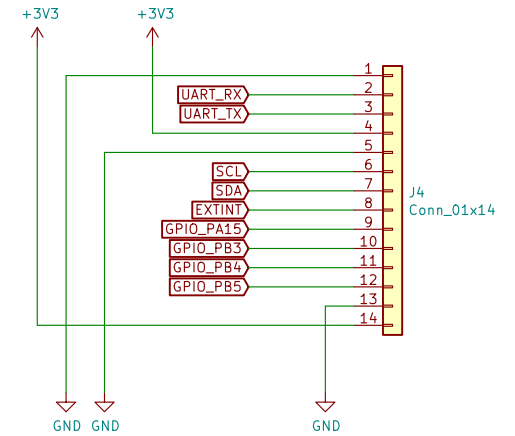 +3V3 +3V3
1
UART_RX 2
UART_TX 3
4
5
SCL 6
SDA 7
J4
EXTINT 8
Conn_01x14
GPIO_PA15 9
GPIO_PB3 10
GPIO_PB4 11
GPIO_PB5 12
13
14
GND GND GND